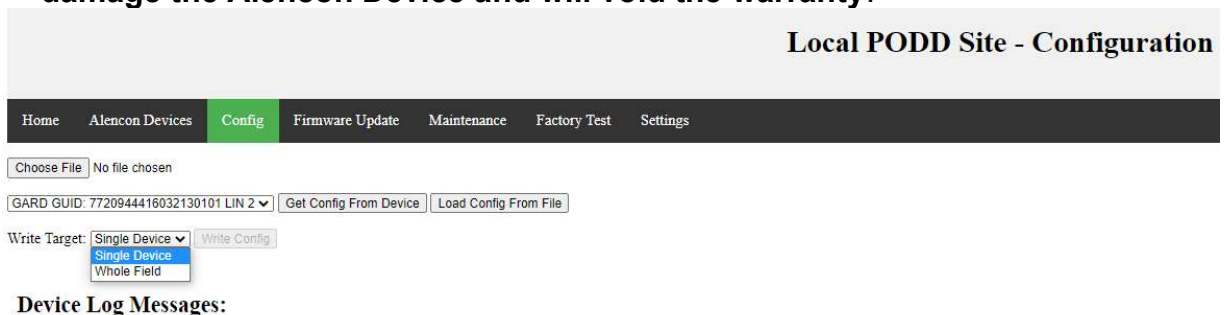 damage the Alencon Device and will void the warranty.
Local PODD Site - Configuration
Home Alencon Devices Config Firmware Update Maintenance Factory Test Settings
Choose File No file chosen
GARD GUID: 7720944416032130101 LIN 2 Get Config From Device Load Config From File
Write Target: Single Device Write Config
Single Device
Whole Field
Device Log Messages: